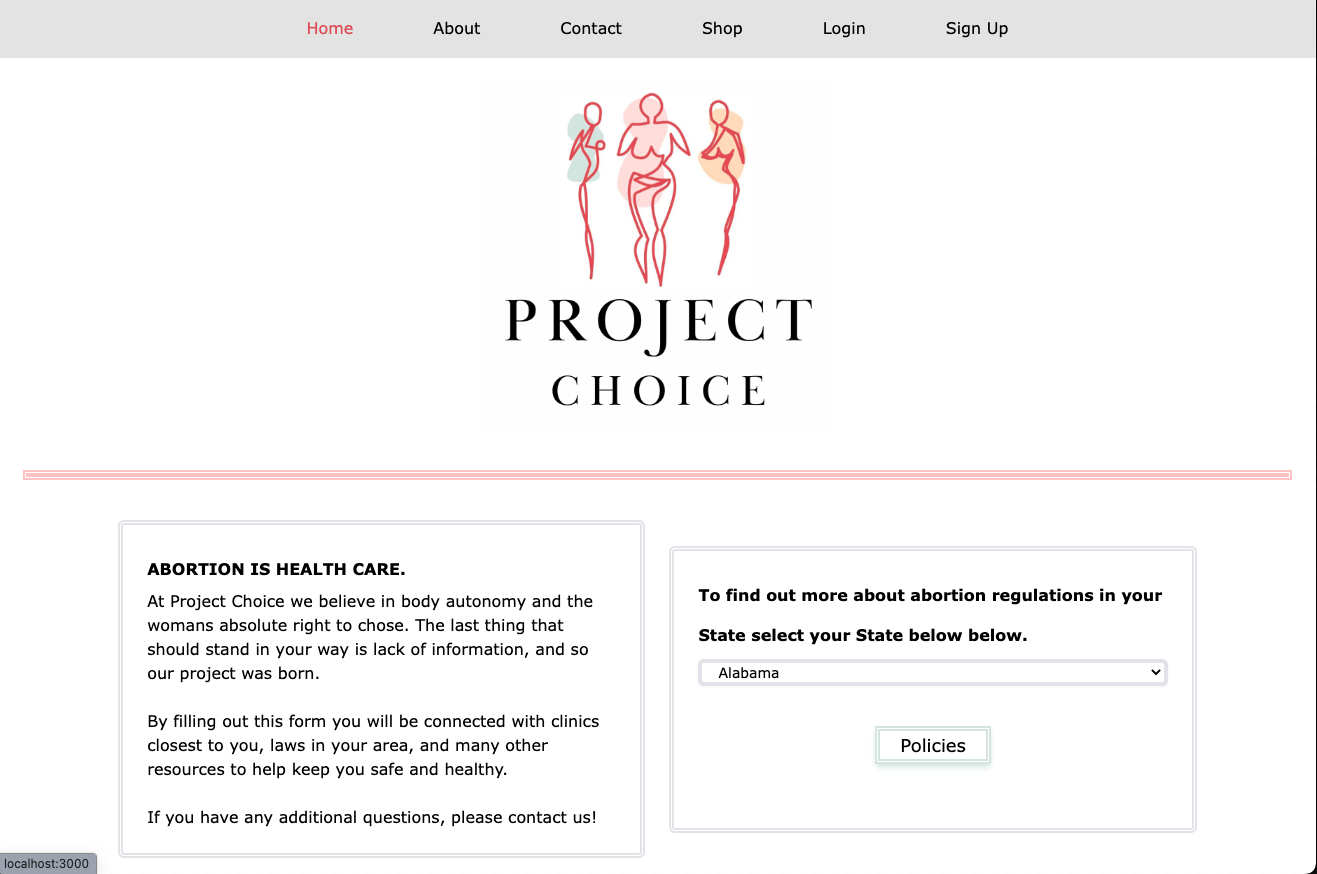 Home About Contact Shop Login Sign Up
PROJECT
CHOICE
ABORTION IS HEALTH CARE.
At Project Choice we believe in body autonomy and the
womans absolute right to chose. The last thing that
should stand in your way is lack of information, and so
our project was born.
By filling out this form you will be connected with clinics
closest to you, laws in your area, and many other
resources to help keep you safe and healthy.
If you have any additional questions, please contact us!
To find out more about abortion regulations in your
State select your State below below.
Alabama
Policies
localhost:3000